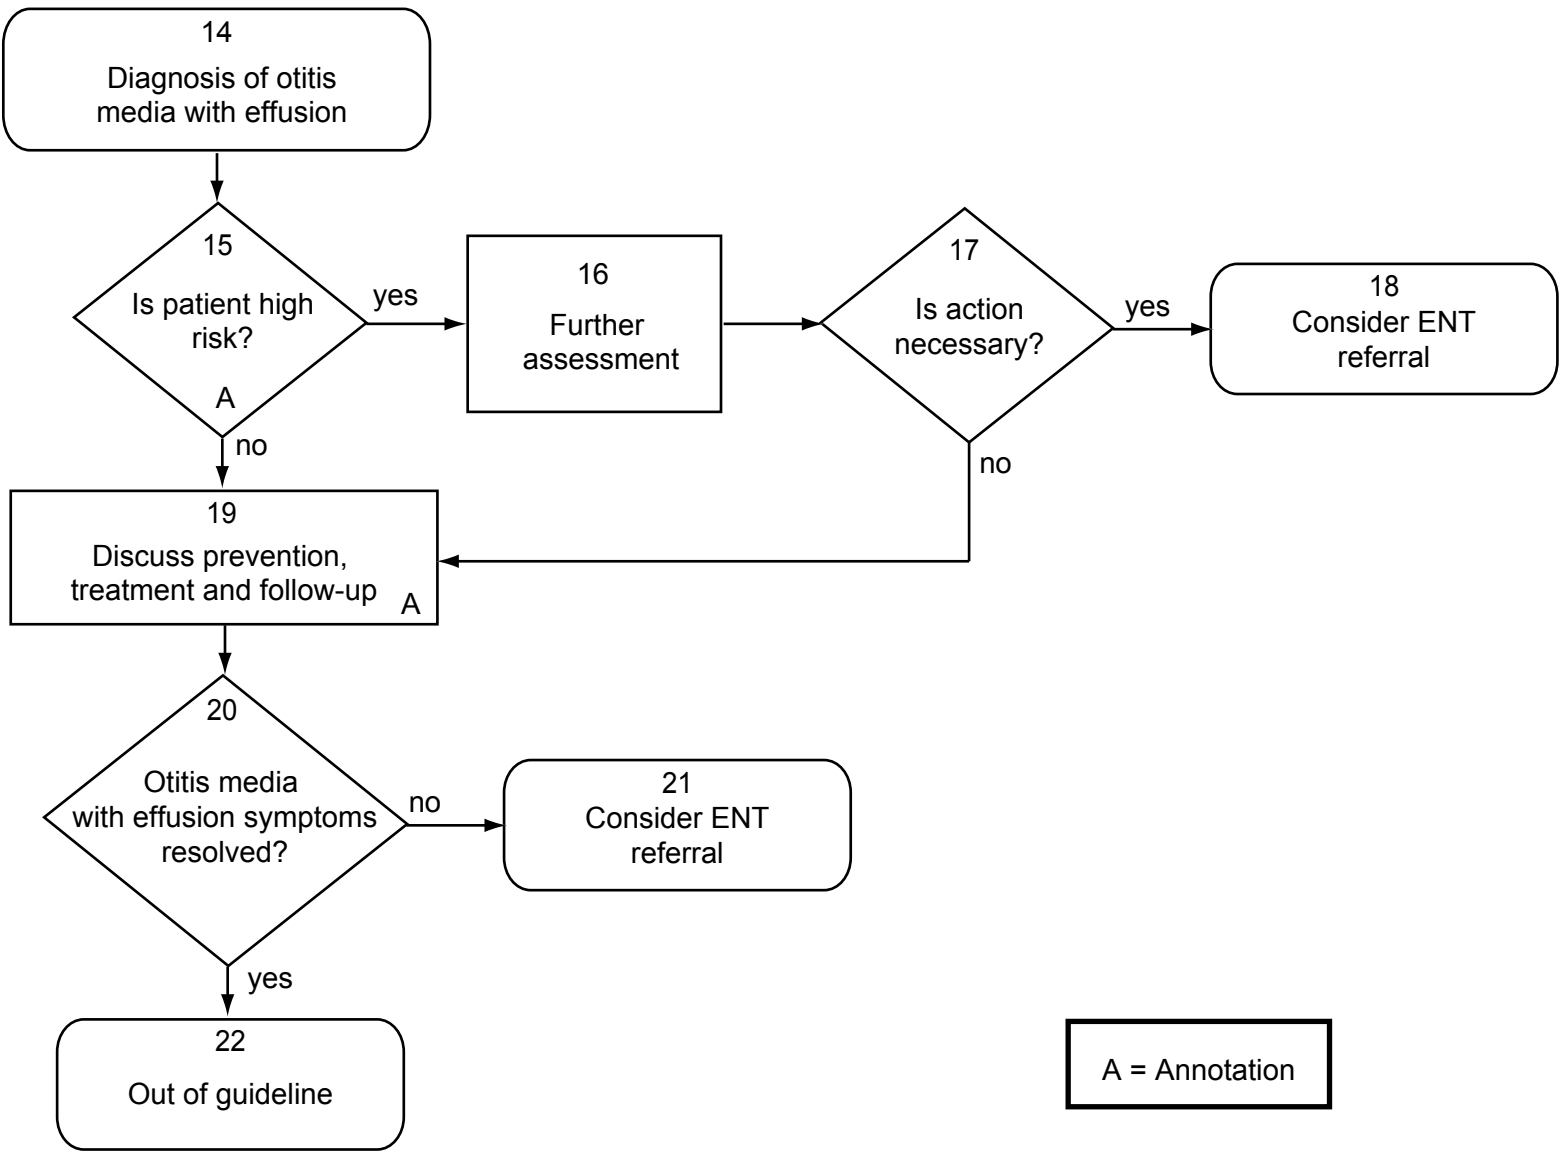 14
Diagnosis of otitis
media with effusion
15
Is patient high
risk?
A
yes
no
16
Further
assessment
17
Is action
necessary?
yes
no
18
Consider ENT
referral
19
Discuss prevention,
treatment and follow-up
A
20
Otitis media
with effusion symptoms
resolved?
no
yes
21
Consider ENT
referral
22
Out of guideline
A = Annotation